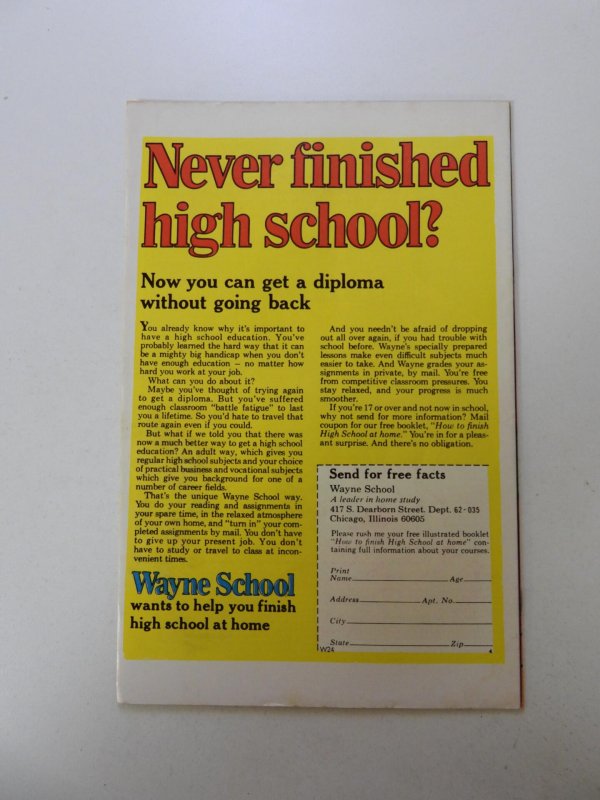 Never finished
high school?
Now you can get a diploma
without going back
You already know why it's important to
have a high school education. You've
probably learned the hard way that it can
be a mighty big handicap when you don't
have enough education — no matter how
hard you work at your job.
What can you do about it?
Maybe you've thought of trying again
to get a diploma. But you've suffered
enough classroom "battle fatigue" to last
you a lifetime. So you'd hate to travel that
route again even if you could.
But what if we told you that there was
now a much better way to get a high school
education? An adult way, which gives you
regular high school subjects and your choice
of practical business and vocational subjects
which give you background for one of a
number of career fields.
That's the unique Wayne School way.
You do your reading and assignments in
your spare time, in the relaxed atmosphere
of your own home, and "turn in" your com-
pleted assignments by mail. You don't have
to give up your present job. You don't
have to study or travel to class at incon-
venient times.
Wayne School
wants to help you finish
high school at home
And you needn't be afraid of dropping
out all over again, if you had trouble with
school before. Wayne's specially prepared
lessons make even difficult subjects much
easier to take. And Wayne grades your as-
signments in private, by mail. You're free
from competitive classroom pressures. You
stay relaxed, and your progress is much
smoother.
If you're 17 or over and not now in school,
why not send for more information? Mail
coupon for our free booklet, "How to finish
High School at home." You're in for a pleas-
ant surprise. And there's no obligation.
Send for free facts
Wayne School
A leader in home study
417 S. Dearborn Street. Dept. 62-035
Chicago, Illinois 60605
Please rush me your free illustrated booklet
"How to finish High School at home" con-
taining full information about your courses.
Print
Name Age
Address Apt. No.
City
State Zip
W24